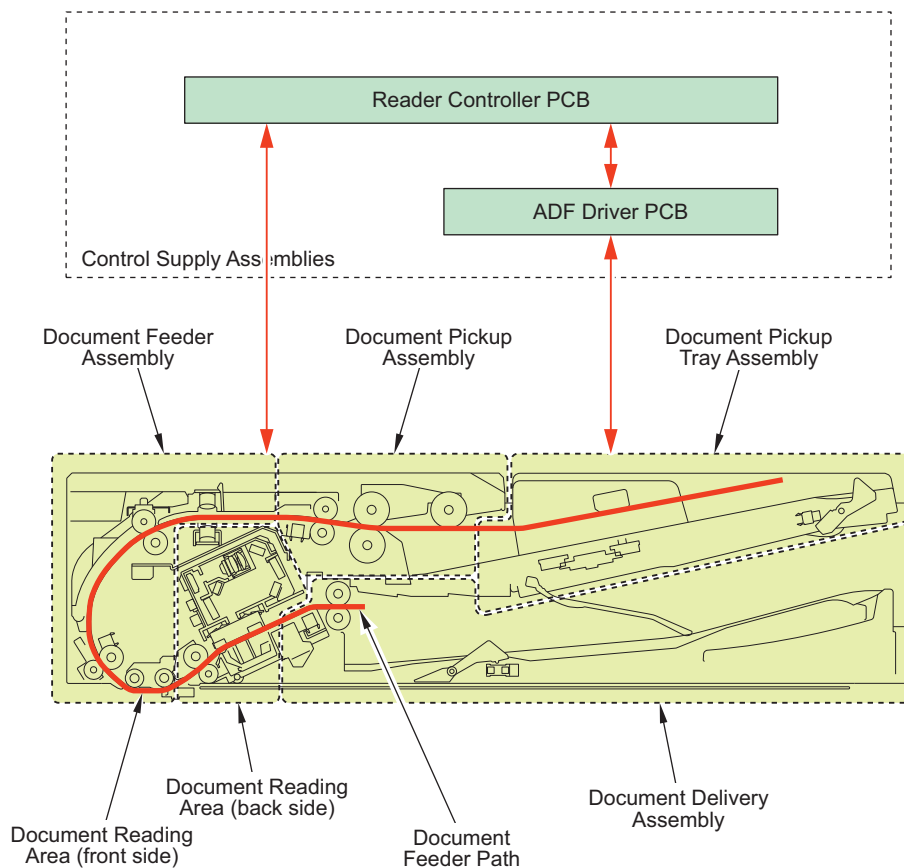 Reader Controller PCB
ADF Driver PCB
Control Supply Assemblies
Document Feeder
Assembly
Document Pickup
Assembly
Document Pickup
Tray Assembly
Document Reading
Area (front side)
Document Reading
Area (back side)
Document
Feeder Path
Document Delivery
Assembly